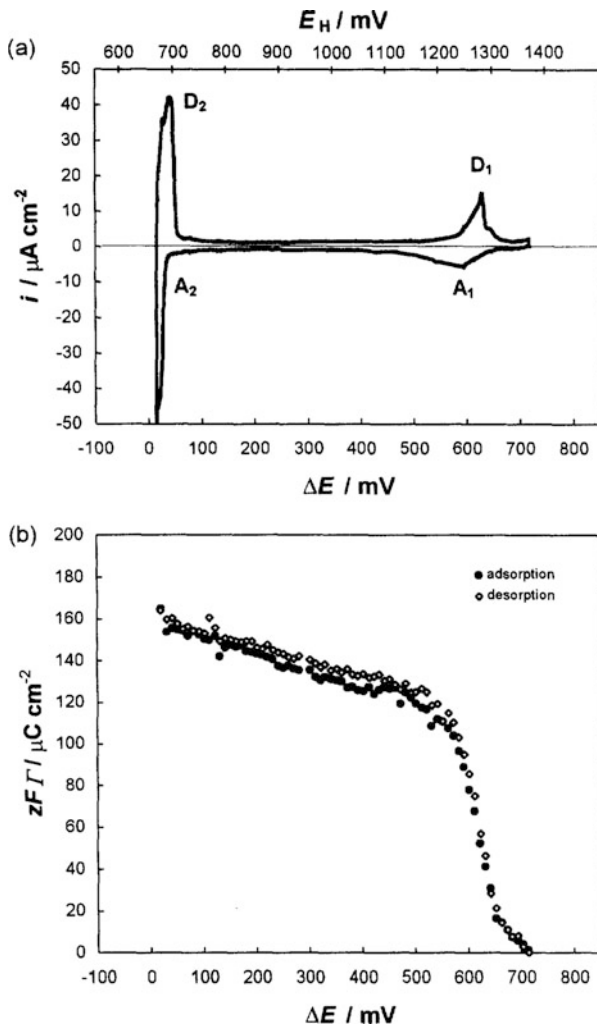 E_H / mV
(a)
600 700 800 900 1000 1100 1200 1300 1400
50
40
30
20
10
0
-10
-20
-30
-40
-50
i / µA cm⁻²
D₂
D₁
A₂
A₁
-100 0 100 200 300 400 500 600 700 800
ΔE / mV
(b)
200
180
160
140
120
100
80
60
40
20
0
zF Γ / µC cm⁻²
adsorption
desorption
-100 0 100 200 300 400 500 600 700 800
ΔE / mV